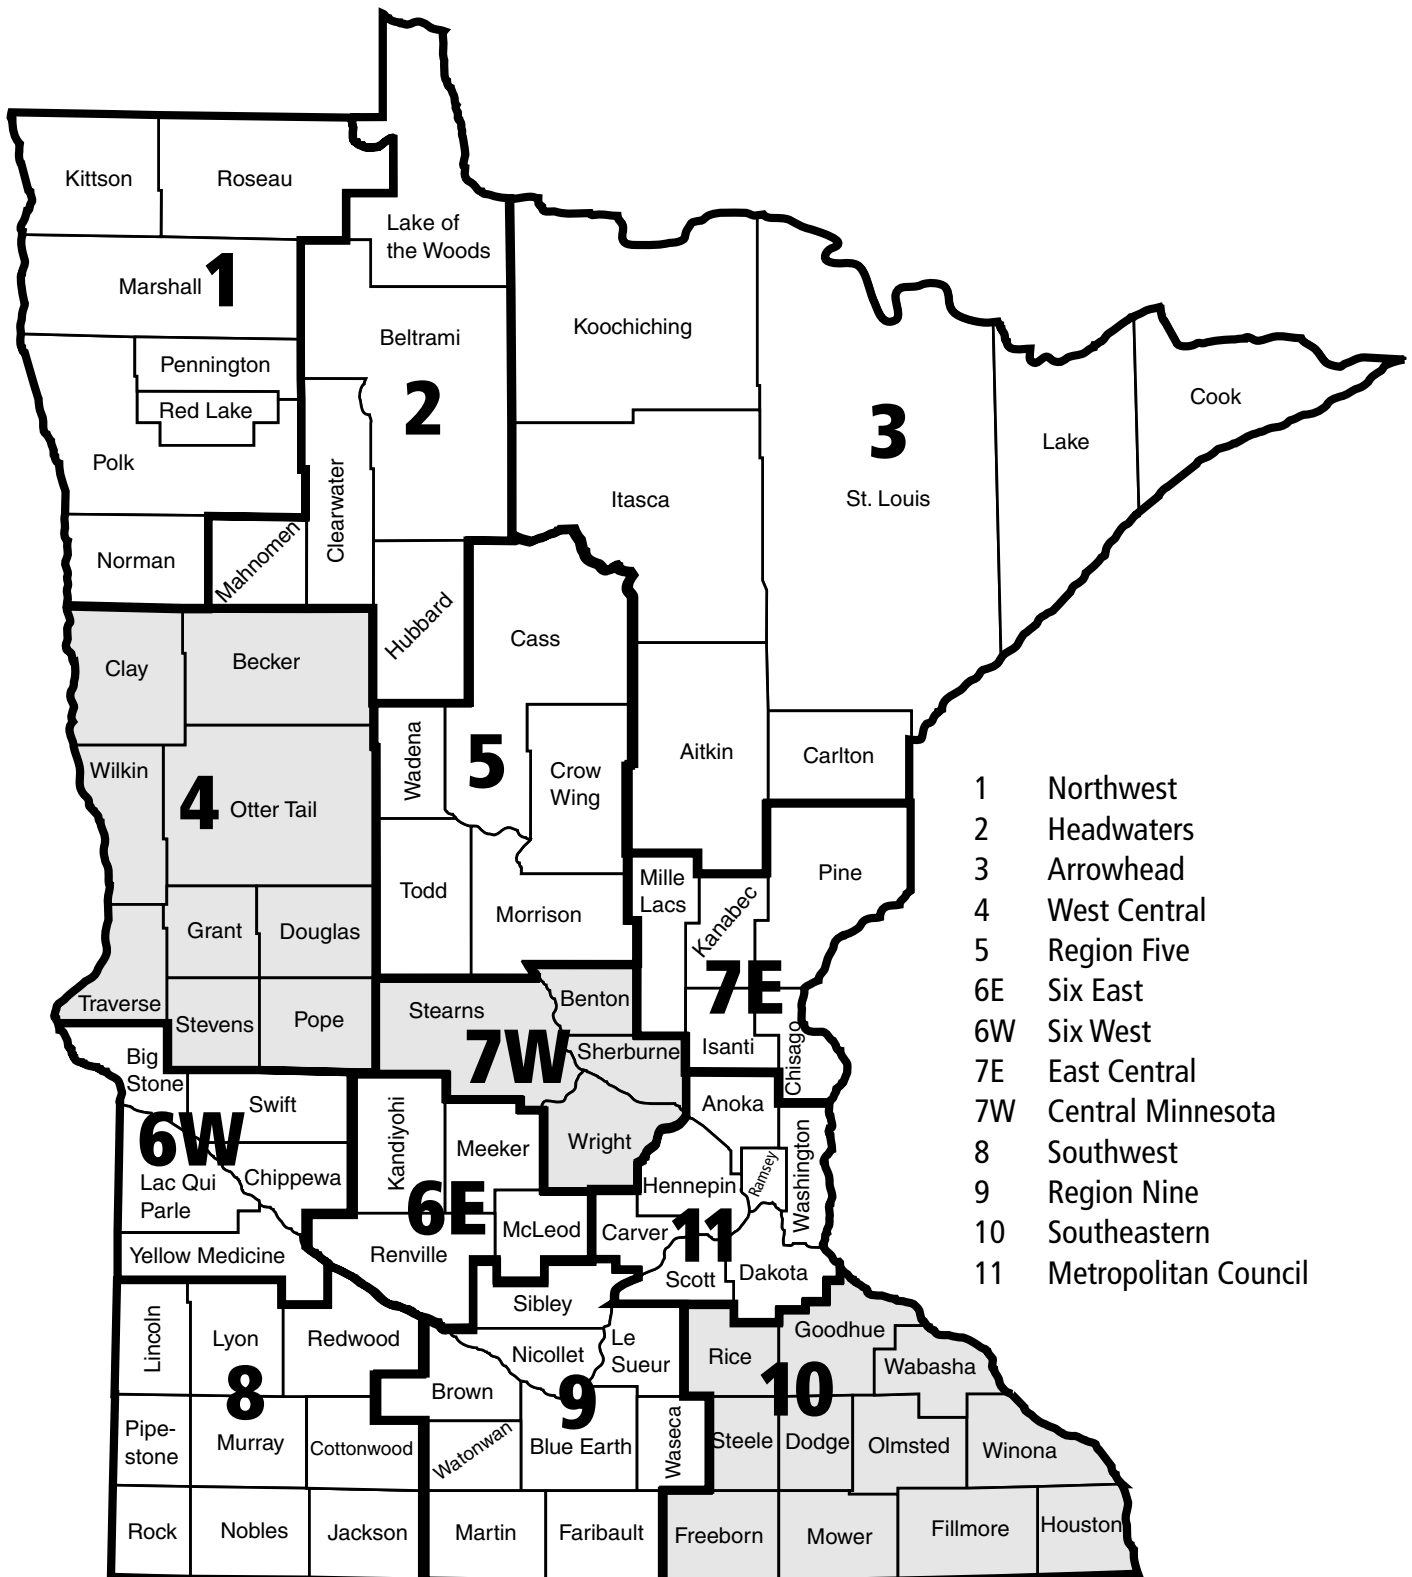 Kittson
Roseau
Lake of
the Woods
Marshall
1
Koochiching
Beltrami
Pennington
2
Red Lake
3
Cook
Lake
Polk
Clearwater
Itasca
St. Louis
Norman
Mahnomen
Hubbard
Cass
Clay
Becker
Wadena
5
Aitkin
Carlton
Wilkin
Crow
Wing
4
Otter Tail
Pine
Mille
Lacs
Todd
Morrison
Kanabec
Grant
Douglas
7E
Traverse
Stevens
Pope
Stearns
Benton
7W
Sherburne
Isanti
Chisago
Big
Stone
Swift
Anoka
6W
Kandiyohi
Meeker
Wright
Washington
Ramsey
Lac Qui
Parle
Chippewa
Hennepin
6E
McLeod
Carver
11
Yellow Medicine
Renville
Scott
Dakota
Sibley
Lincoln
Lyon
Redwood
Nicollet
Le
Sueur
Rice
Goodhue
Wabasha
8
Brown
9
10
Pipe-
stone
Murray
Cottonwood
Watonwan
Blue Earth
Waseca
Steele
Dodge
Olmsted
Winona
Rock
Nobles
Jackson
Martin
Faribault
Freeborn
Mower
Fillmore
Houston
1 Northwest
2 Headwaters
3 Arrowhead
4 West Central
5 Region Five
6E Six East
6W Six West
7E East Central
7W Central Minnesota
8 Southwest
9 Region Nine
10 Southeastern
11 Metropolitan Council